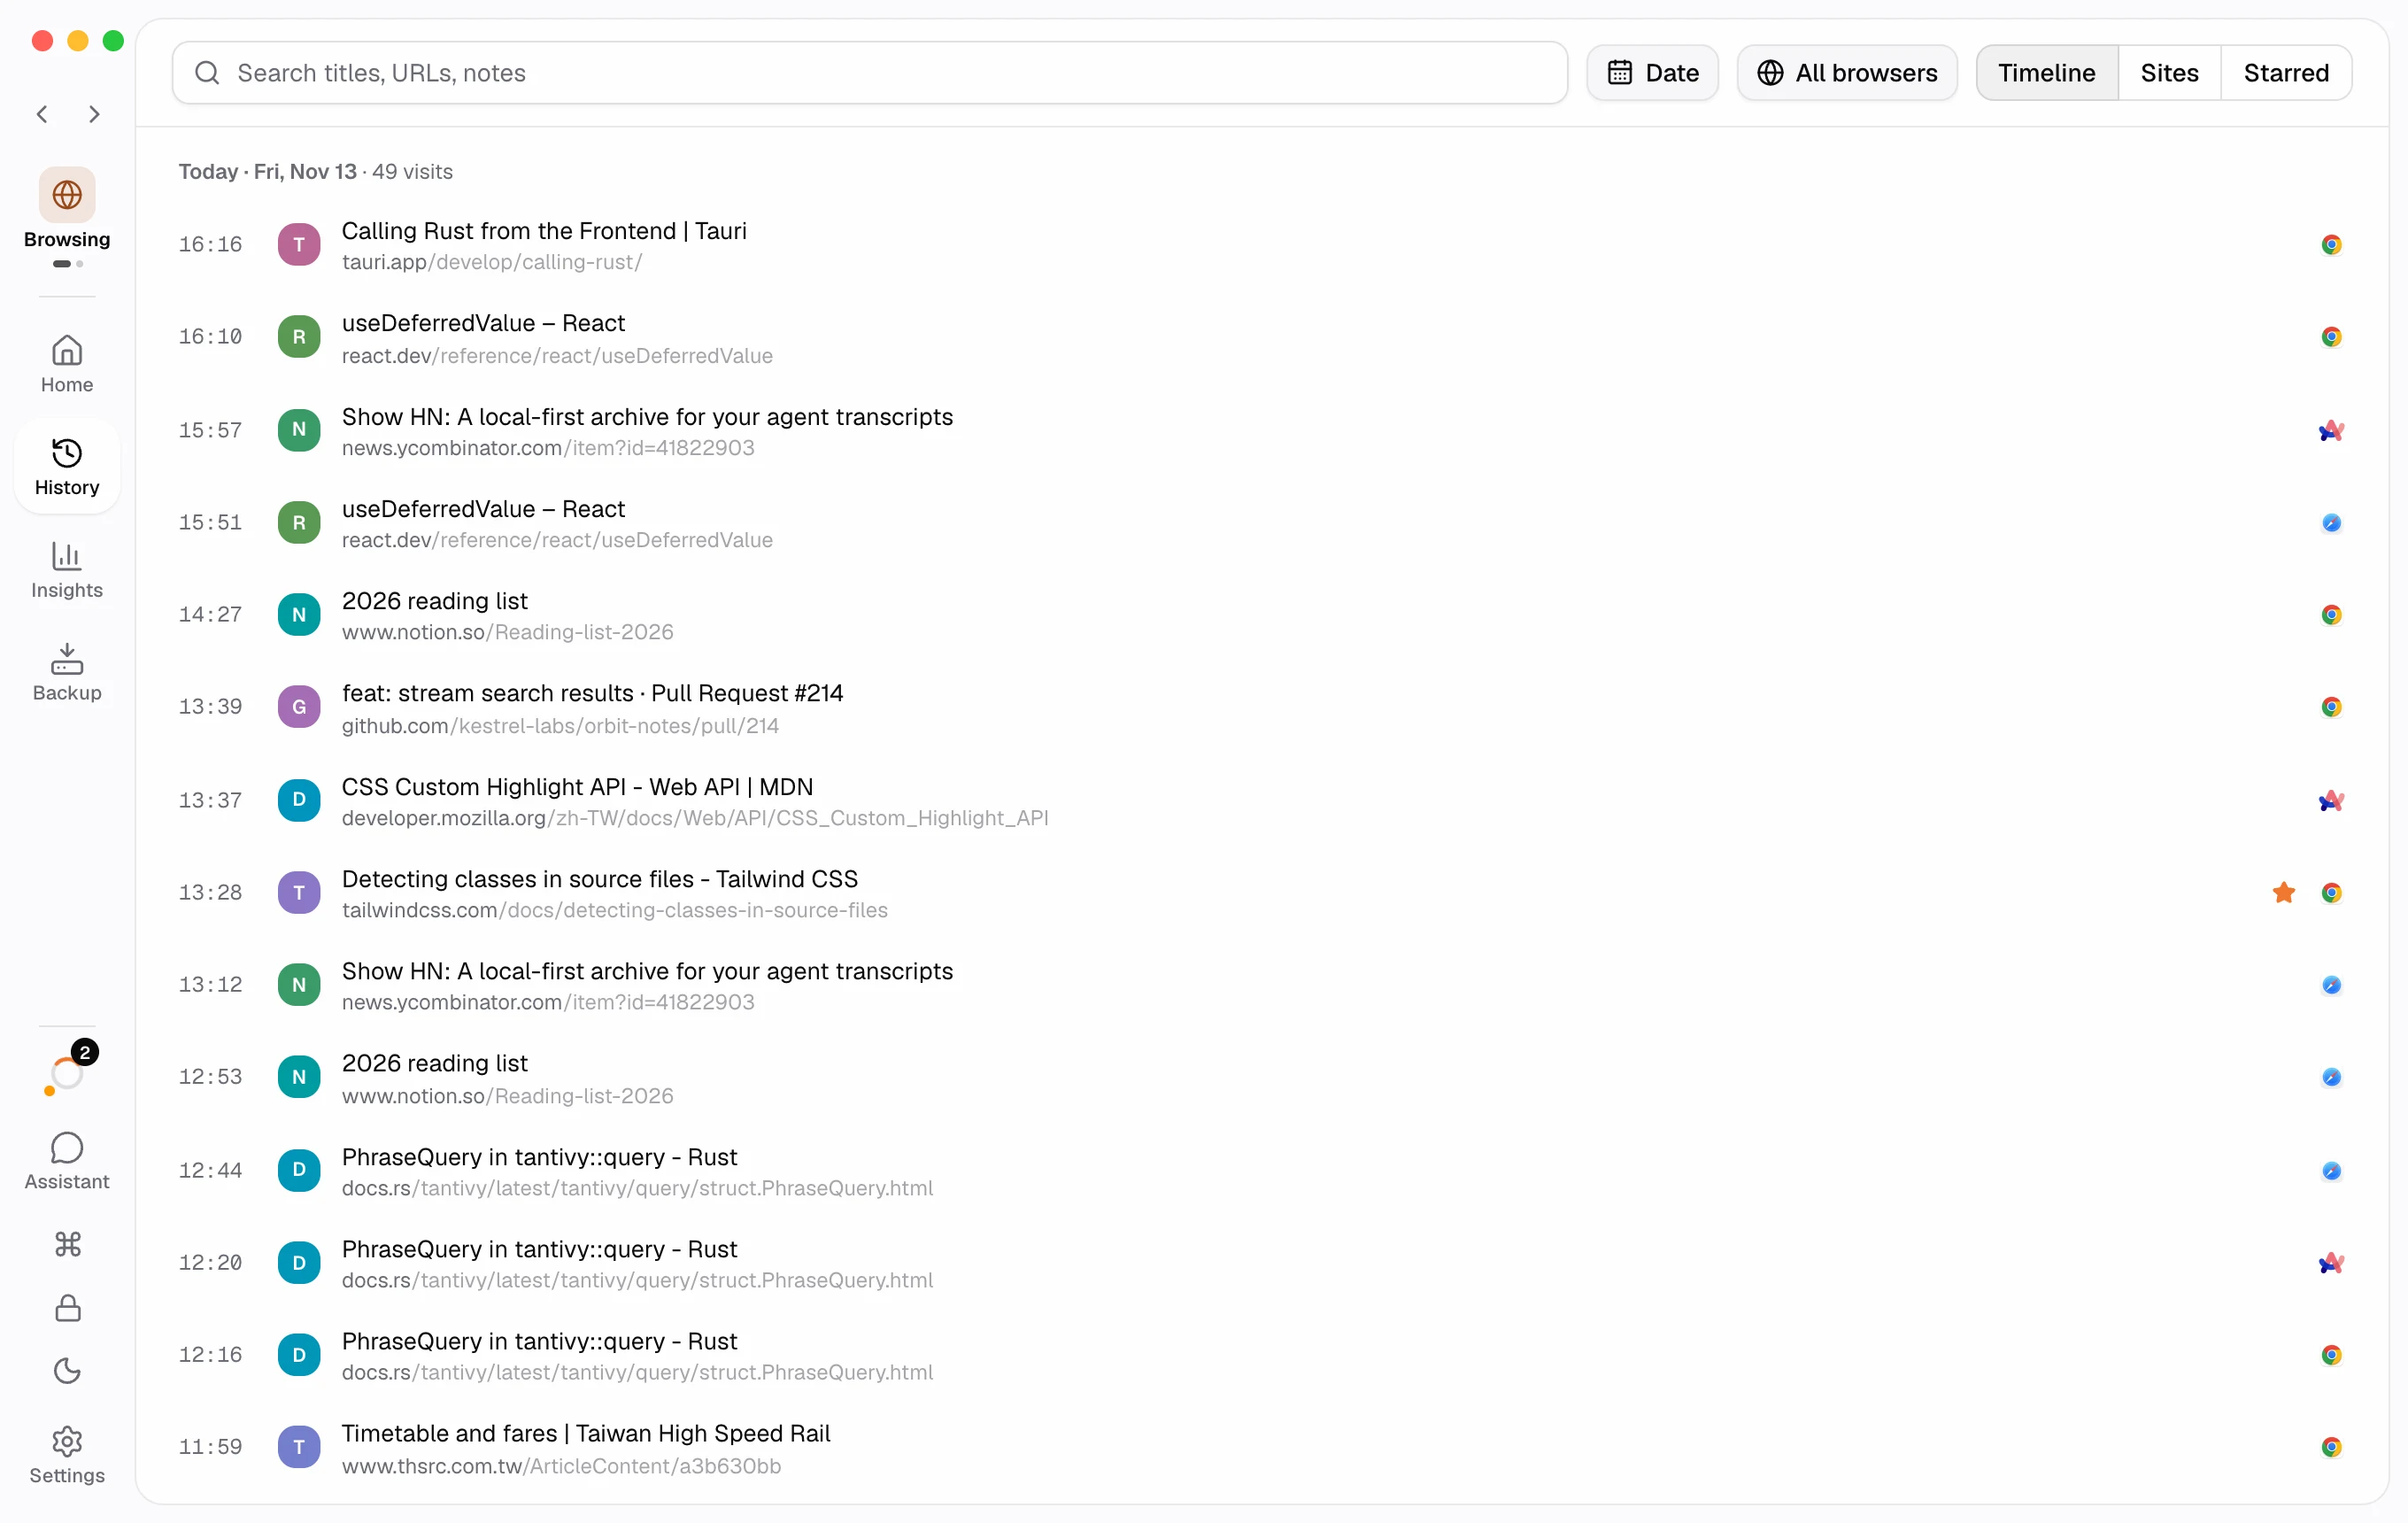 Search titles, URLs, notes
Date
All browsers
Timeline
Sites
Starred
Browsing
Home
History
Insights
Backup
2
Assistant
Settings
Today · Fri, Nov 13 · 49 visits
16:16
T
Calling Rust from the Frontend | Tauri
tauri.app/develop/calling-rust/
16:10
R
useDeferredValue – React
react.dev/reference/react/useDeferredValue
15:57
N
Show HN: A local-first archive for your agent transcripts
news.ycombinator.com/item?id=41822903
15:51
R
useDeferredValue – React
react.dev/reference/react/useDeferredValue
14:27
N
2026 reading list
www.notion.so/Reading-list-2026
13:39
G
feat: stream search results · Pull Request #214
github.com/kestrel-labs/orbit-notes/pull/214
13:37
D
CSS Custom Highlight API - Web API | MDN
developer.mozilla.org/zh-TW/docs/Web/API/CSS_Custom_Highlight_API
13:28
T
Detecting classes in source files - Tailwind CSS
tailwindcss.com/docs/detecting-classes-in-source-files
13:12
N
Show HN: A local-first archive for your agent transcripts
news.ycombinator.com/item?id=41822903
12:53
N
2026 reading list
www.notion.so/Reading-list-2026
12:44
D
PhraseQuery in tantivy::query - Rust
docs.rs/tantivy/latest/tantivy/query/struct.PhraseQuery.html
12:20
D
PhraseQuery in tantivy::query - Rust
docs.rs/tantivy/latest/tantivy/query/struct.PhraseQuery.html
12:16
D
PhraseQuery in tantivy::query - Rust
docs.rs/tantivy/latest/tantivy/query/struct.PhraseQuery.html
11:59
T
Timetable and fares | Taiwan High Speed Rail
www.thsrc.com.tw/ArticleContent/a3b630bb